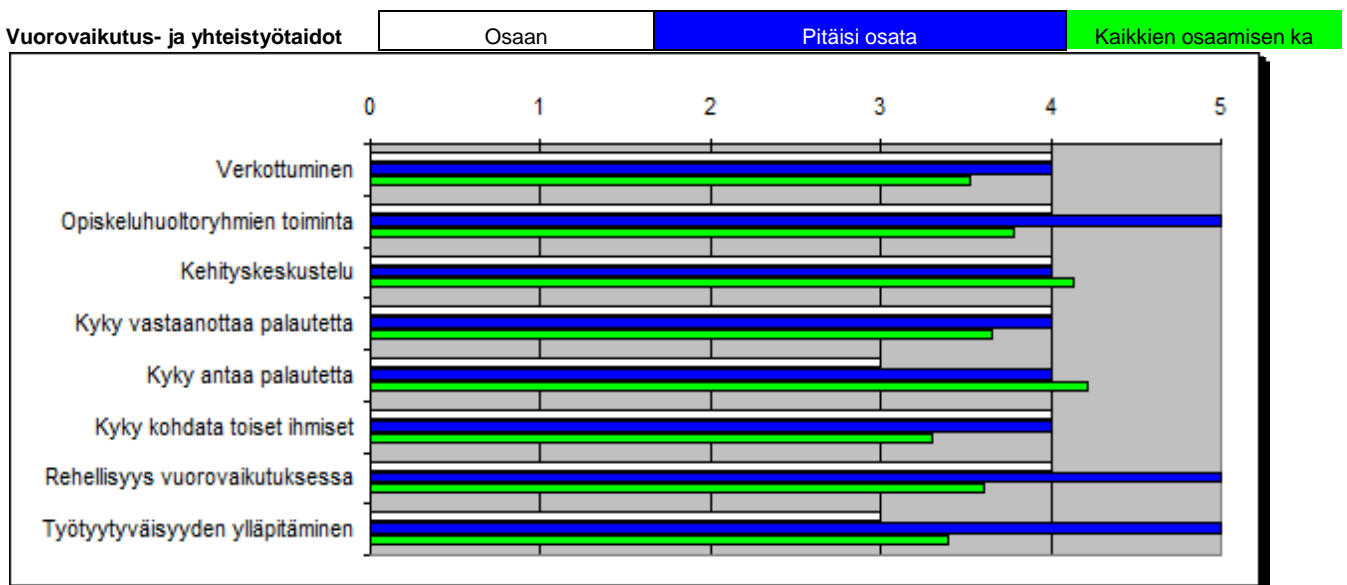 Vuorovaikutus- ja yhteistyötaidot Osaan Pitäisi osata Kaikkien osaamisen ka
0 1 2 3 4 5
Verkottuminen
Opiskeluhuoltoryhmien toiminta
Kehityskeskustelu
Kyky vastaanottaa palautetta
Kyky antaa palautetta
Kyky kohdata toiset ihmiset
Rehellisyys vuorovaikutuksessa
Työtyytyväisyyden ylläpitäminen